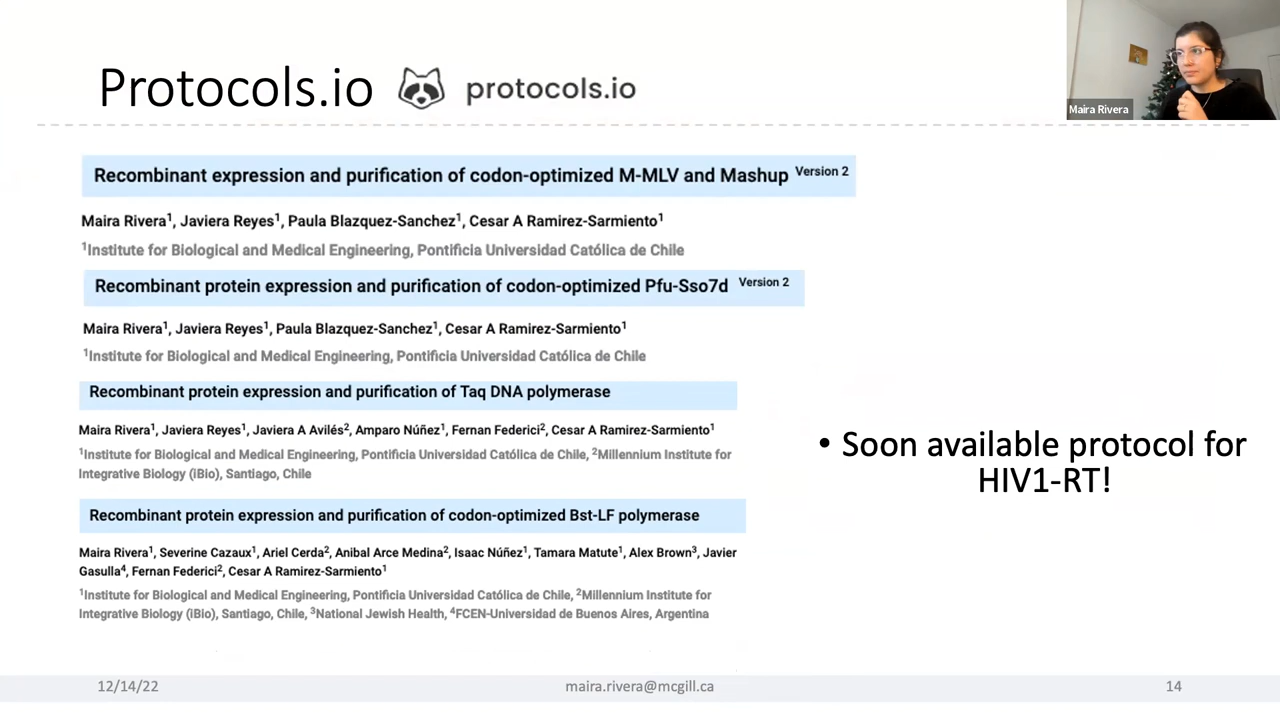 Protocols.io
protocols.io
Maira Rivera
Recombinant expression and purification of codon-optimized M-MLV and Mashup Version 2
Maira Rivera¹, Javiera Reyes¹, Paula Blazquez-Sanchez¹, Cesar A Ramirez-Sarmiento¹
¹Institute for Biological and Medical Engineering, Pontificia Universidad Católica de Chile
Recombinant protein expression and purification of codon-optimized Pfu-Sso7d Version 2
Maira Rivera¹, Javiera Reyes¹, Paula Blazquez-Sanchez¹, Cesar A Ramirez-Sarmiento¹
¹Institute for Biological and Medical Engineering, Pontificia Universidad Católica de Chile
Recombinant protein expression and purification of Taq DNA polymerase
Maira Rivera¹, Javiera Reyes¹, Javiera A Avilés², Amparo Núñez¹, Fernan Federici², Cesar A Ramirez-Sarmiento¹
¹Institute for Biological and Medical Engineering, Pontificia Universidad Católica de Chile, ²Millennium Institute for
Integrative Biology (iBio), Santiago, Chile
Recombinant protein expression and purification of codon-optimized Bst-LF polymerase
Maira Rivera¹, Severine Cazaux¹, Ariel Cerda², Anibal Arce Medina², Isaac Núñez¹, Tamara Matute¹, Alex Brown³, Javier
Gasulla⁴, Fernan Federici², Cesar A Ramirez-Sarmiento¹
¹Institute for Biological and Medical Engineering, Pontificia Universidad Católica de Chile, ²Millennium Institute for
Integrative Biology (iBio), Santiago, Chile, ³National Jewish Health, ⁴FCEN-Universidad de Buenos Aires, Argentina
• Soon available protocol for
HIV1-RT!
12/14/22
maira.rivera@mcgill.ca
14